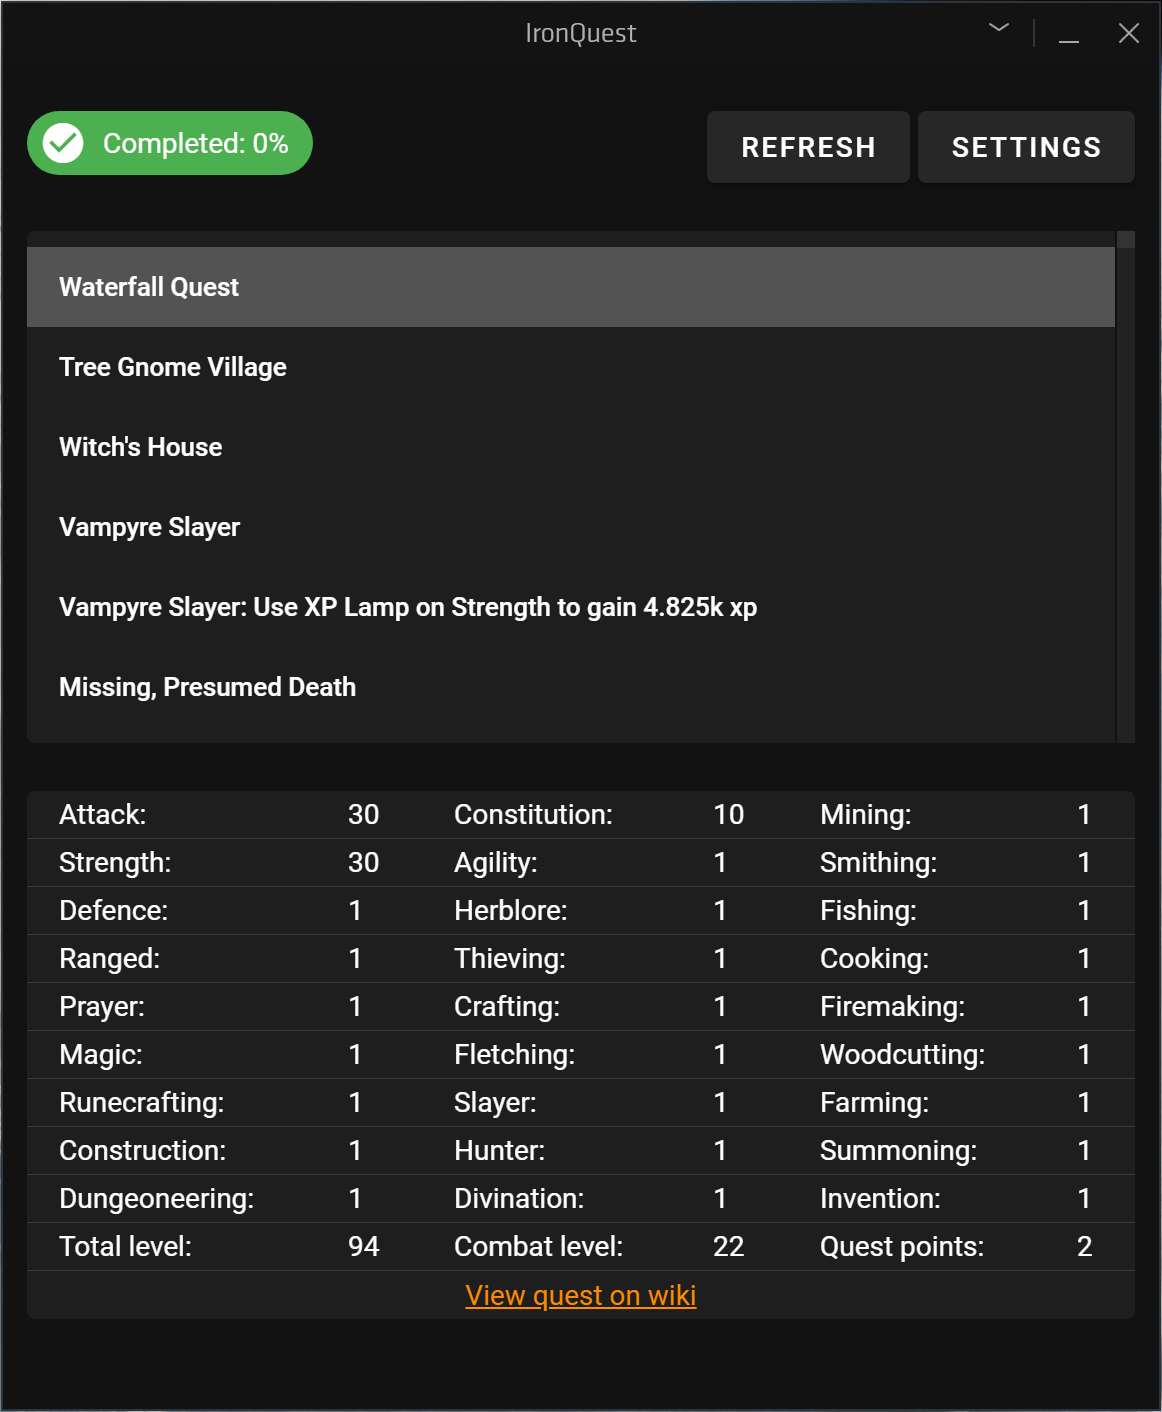 IronQuest
Completed: 0%
REFRESH
SETTINGS
Waterfall Quest
Tree Gnome Village
Witch's House
Vampyre Slayer
Vampyre Slayer: Use XP Lamp on Strength to gain 4.825k xp
Missing, Presumed Death
Attack: 30 Constitution: 10 Mining: 1
Strength: 30 Agility: 1 Smithing: 1
Defence: 1 Herblore: 1 Fishing: 1
Ranged: 1 Thieving: 1 Cooking: 1
Prayer: 1 Crafting: 1 Firemaking: 1
Magic: 1 Fletching: 1 Woodcutting: 1
Runecrafting: 1 Slayer: 1 Farming: 1
Construction: 1 Hunter: 1 Summoning: 1
Dungeoneering: 1 Divination: 1 Invention: 1
Total level: 94 Combat level: 22 Quest points: 2
View quest on wiki